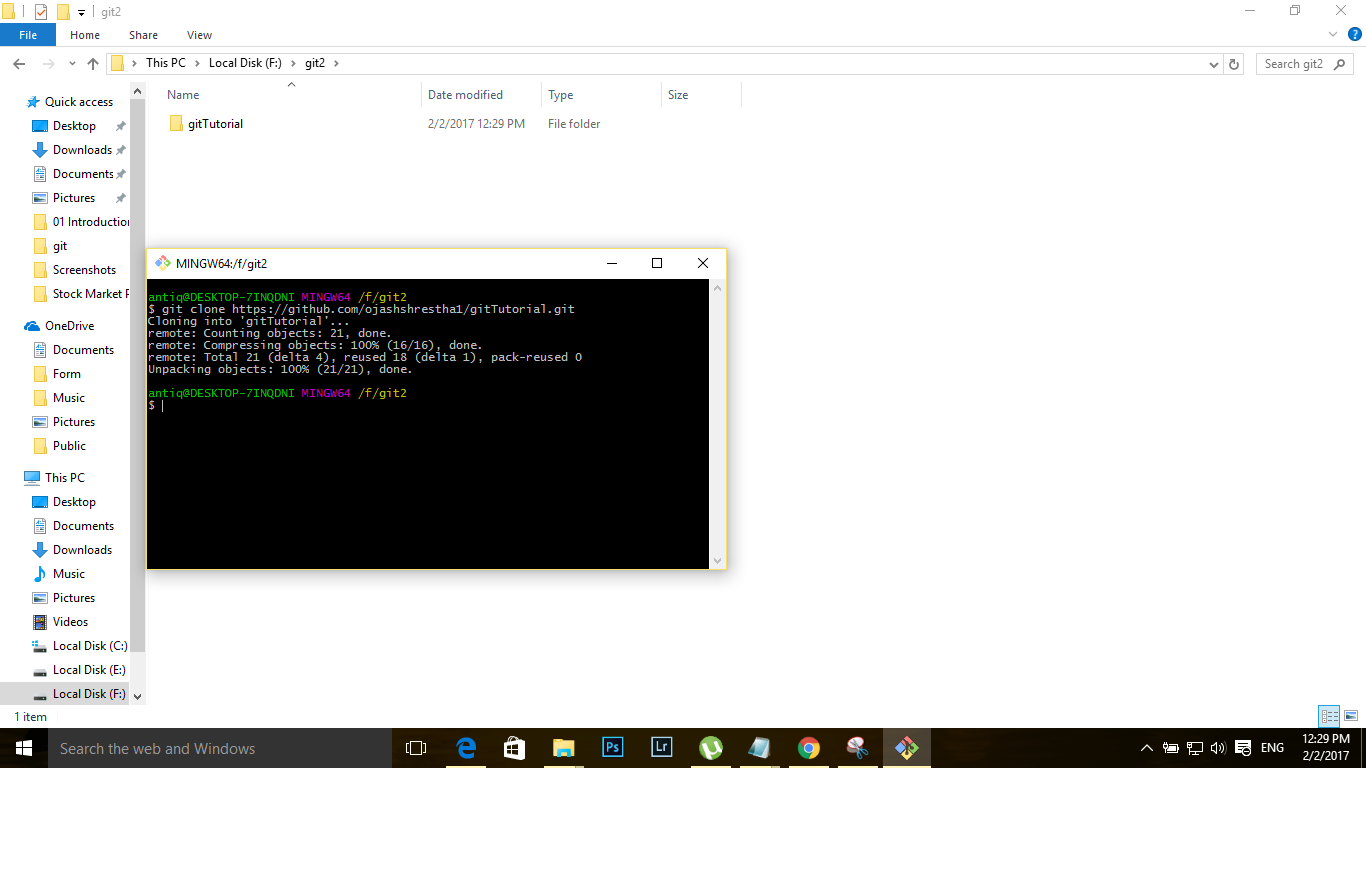 git2
File Home Share View
This PC Local Disk (F:) git2
Search git2
Name Date modified Type Size
gitTutorial 2/2/2017 12:29 PM File folder
Quick access
Desktop
Downloads
Documents
Pictures
01 Introduction
git
Screenshots
Stock Market P
OneDrive
Documents
Form
Music
Pictures
Public
This PC
Desktop
Documents
Downloads
Music
Pictures
Videos
Local Disk (C:)
Local Disk (E:)
Local Disk (F:)
1 item
MINGW64:/f/git2
antiq@DESKTOP-7INQDNI MINGW64 /f/git2
$ git clone https://github.com/ojashshrestha1/gitTutorial.git
Cloning into 'gitTutorial'...
remote: Counting objects: 21, done.
remote: Compressing objects: 100% (16/16), done.
remote: Total 21 (delta 4), reused 18 (delta 1), pack-reused 0
Unpacking objects: 100% (21/21), done.
antiq@DESKTOP-7INQDNI MINGW64 /f/git2
$
Search the web and Windows
Ps
Lr
ENG
12:29 PM
2/2/2017